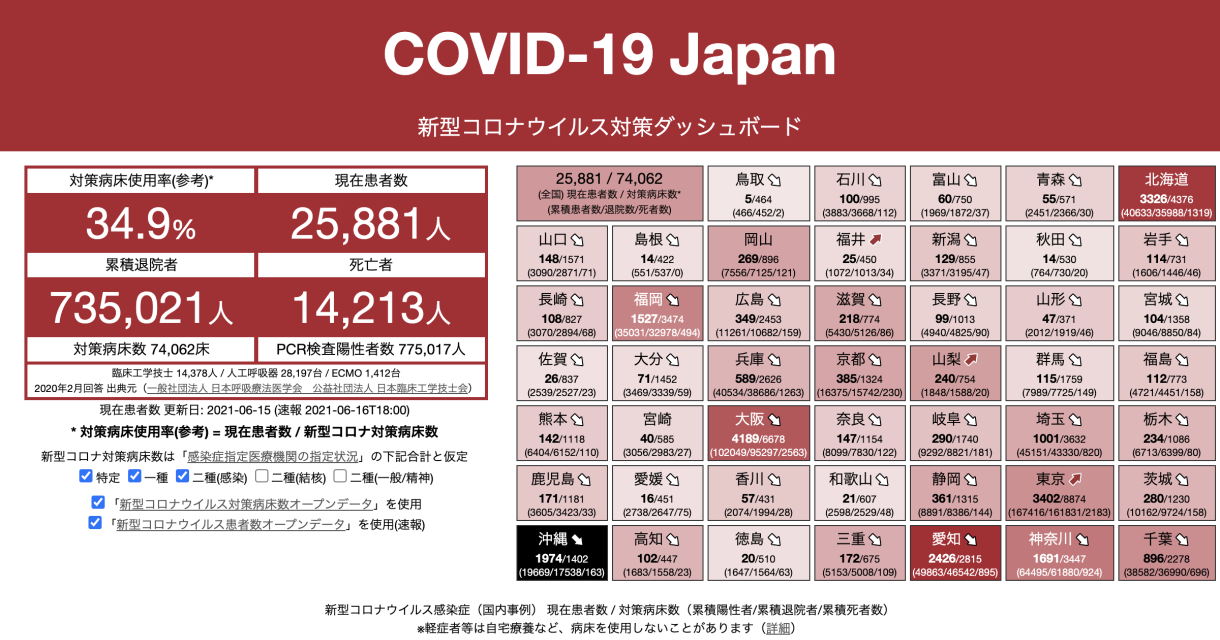 COVID-19 Japan
新型コロナウイルス対策ダッシュボード
対策病床使用率(参考)*
現在患者数
34.9%
25,881人
累積退院者
死亡者
735,021人
14,213人
対策病床数 74,062床
PCR検査陽性者数 775,017人
臨床工学技士 14,378人 / 人工呼吸器 28,197台 / ECMO 1,412台
2020年2月回答 出典元（一般社団法人 日本呼吸療法医学会　公益社団法人 日本臨床工学技士会）
現在患者数 更新日: 2021-06-15 (速報 2021-06-16T18:00)
* 対策病床使用率(参考) = 現在患者数 / 新型コロナ対策病床数
新型コロナ対策病床数は「感染症指定医療機関の指定状況」の下記合計と仮定
特定 一種 二種(感染) 二種(結核) 二種(一般/精神)
「新型コロナウイルス対策病床数オープンデータ」を使用
「新型コロナウイルス患者数オープンデータ」を使用(速報)
25,881 / 74,062
(全国) 現在患者数 / 対策病床数*
(累積患者数/退院数/死者数)
鳥取
5/464
(466/452/2)
石川
100/995
(3883/3668/112)
富山
60/750
(1969/1872/37)
青森
55/571
(2451/2366/30)
北海道
3326/4376
(40633/35988/1319)
山口
148/1571
(3090/2871/71)
島根
14/422
(551/537/0)
岡山
269/896
(7556/7125/121)
福井
25/450
(1072/1013/34)
新潟
129/855
(3371/3195/47)
秋田
14/530
(764/730/20)
岩手
114/731
(1606/1446/46)
長崎
108/827
(3070/2894/68)
福岡
1527/3474
(35031/32978/494)
広島
349/2453
(11261/10682/159)
滋賀
218/774
(5430/5126/86)
長野
99/1013
(4940/4825/90)
山形
47/371
(2012/1919/46)
宮城
104/1358
(9046/8850/84)
佐賀
26/837
(2539/2527/23)
大分
71/1452
(3469/3339/59)
兵庫
589/2626
(40534/38686/1263)
京都
385/1324
(16375/15742/230)
山梨
240/754
(1848/1588/20)
群馬
115/1759
(7989/7725/149)
福島
112/773
(4721/4451/158)
熊本
142/1118
(6404/6152/110)
宮崎
40/585
(3056/2983/27)
大阪
4189/6678
(102049/95297/2563)
奈良
147/1154
(8099/7830/122)
岐阜
290/1740
(9292/8821/181)
埼玉
1001/3632
(45151/43330/820)
栃木
234/1086
(6713/6399/80)
鹿児島
171/1181
(3605/3423/33)
愛媛
16/451
(2738/2647/75)
香川
57/431
(2074/1994/28)
和歌山
21/607
(2598/2529/48)
静岡
361/1315
(8891/8386/144)
東京
3402/8874
(167416/161831/2183)
茨城
280/1230
(10162/9724/158)
沖縄
1974/1402
(19669/17538/163)
高知
102/447
(1683/1558/23)
徳島
20/510
(1647/1564/63)
三重
172/675
(5153/5008/109)
愛知
2426/2815
(49863/46542/895)
神奈川
1691/3447
(64495/61880/924)
千葉
896/2278
(38582/36990/696)
新型コロナウイルス感染症（国内事例） 現在患者数 / 対策病床数（累積陽性者/累積退院者/累積死者数）
※軽症者等は自宅療養など、病床を使用しないことがあります（詳細）